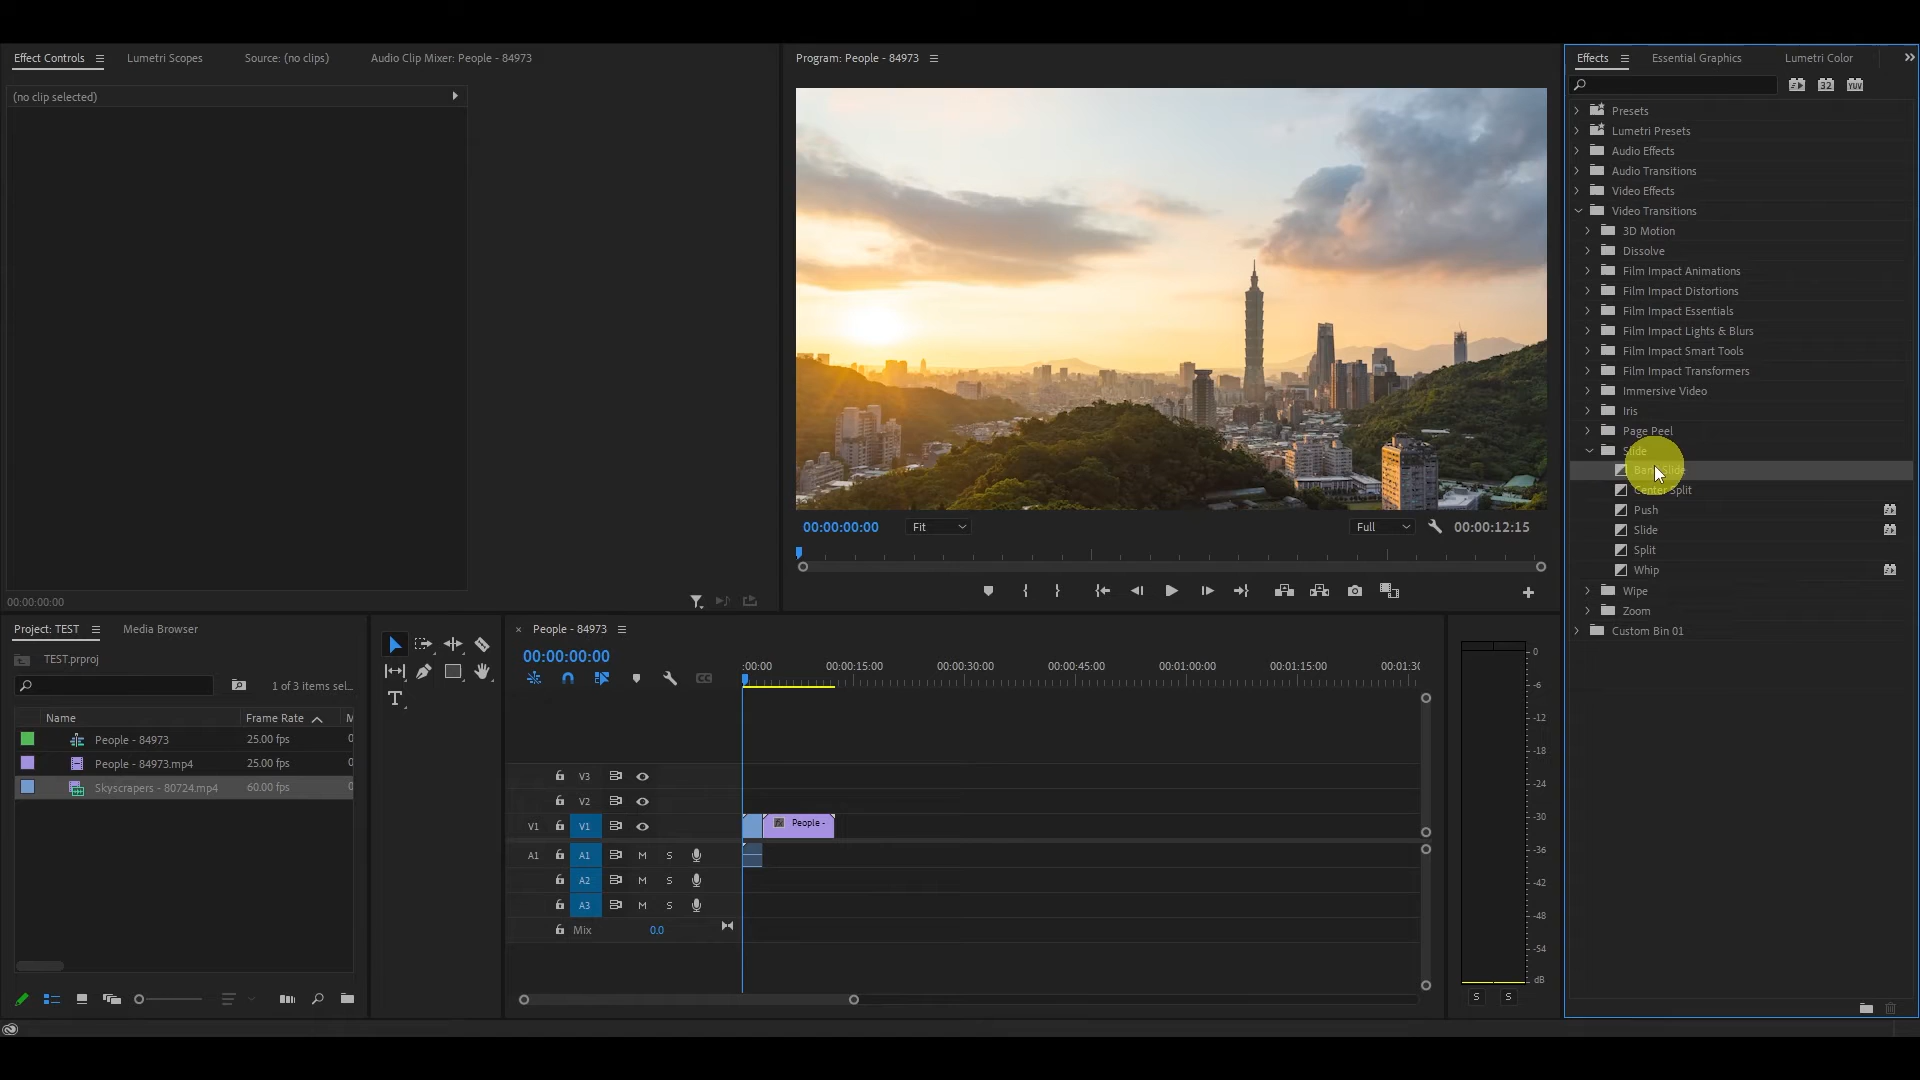 Effect Controls
Lumetri Scopes
Source: (no clips)
Audio Clip Mixer: People - 84973
(no clip selected)
00:00:00:00
Program: People - 84973
00:00:00:00
Fit
Full
00:00:12:15
Effects
Essential Graphics
Lumetri Color
32
YUV
Presets
Lumetri Presets
Audio Effects
Audio Transitions
Video Effects
Video Transitions
3D Motion
Dissolve
Film Impact Animations
Film Impact Distortions
Film Impact Essentials
Film Impact Lights & Blurs
Film Impact Smart Tools
Film Impact Transformers
Immersive Video
Iris
Page Peel
Slide
Band Slide
Center Split
Push
Slide
Split
Whip
Wipe
Zoom
Custom Bin 01
Project: TEST
Media Browser
TEST.prproj
1 of 3 items sel...
Name
Frame Rate
M
People - 84973
25.00 fps
0
People - 84973.mp4
25.00 fps
0
Skyscrapers - 80724.mp4
60.00 fps
0
People - 84973
00:00:00:00
:00:00
00:00:15:00
00:00:30:00
00:00:45:00
00:01:00:00
00:01:15:00
00:01:30
V3
V2
V1
V1
People -
A1
A1
M
S
A2
M
S
A3
M
S
Mix
0.0
0
-6
-12
-18
-24
-30
-36
-42
-48
-54
dB
S
S